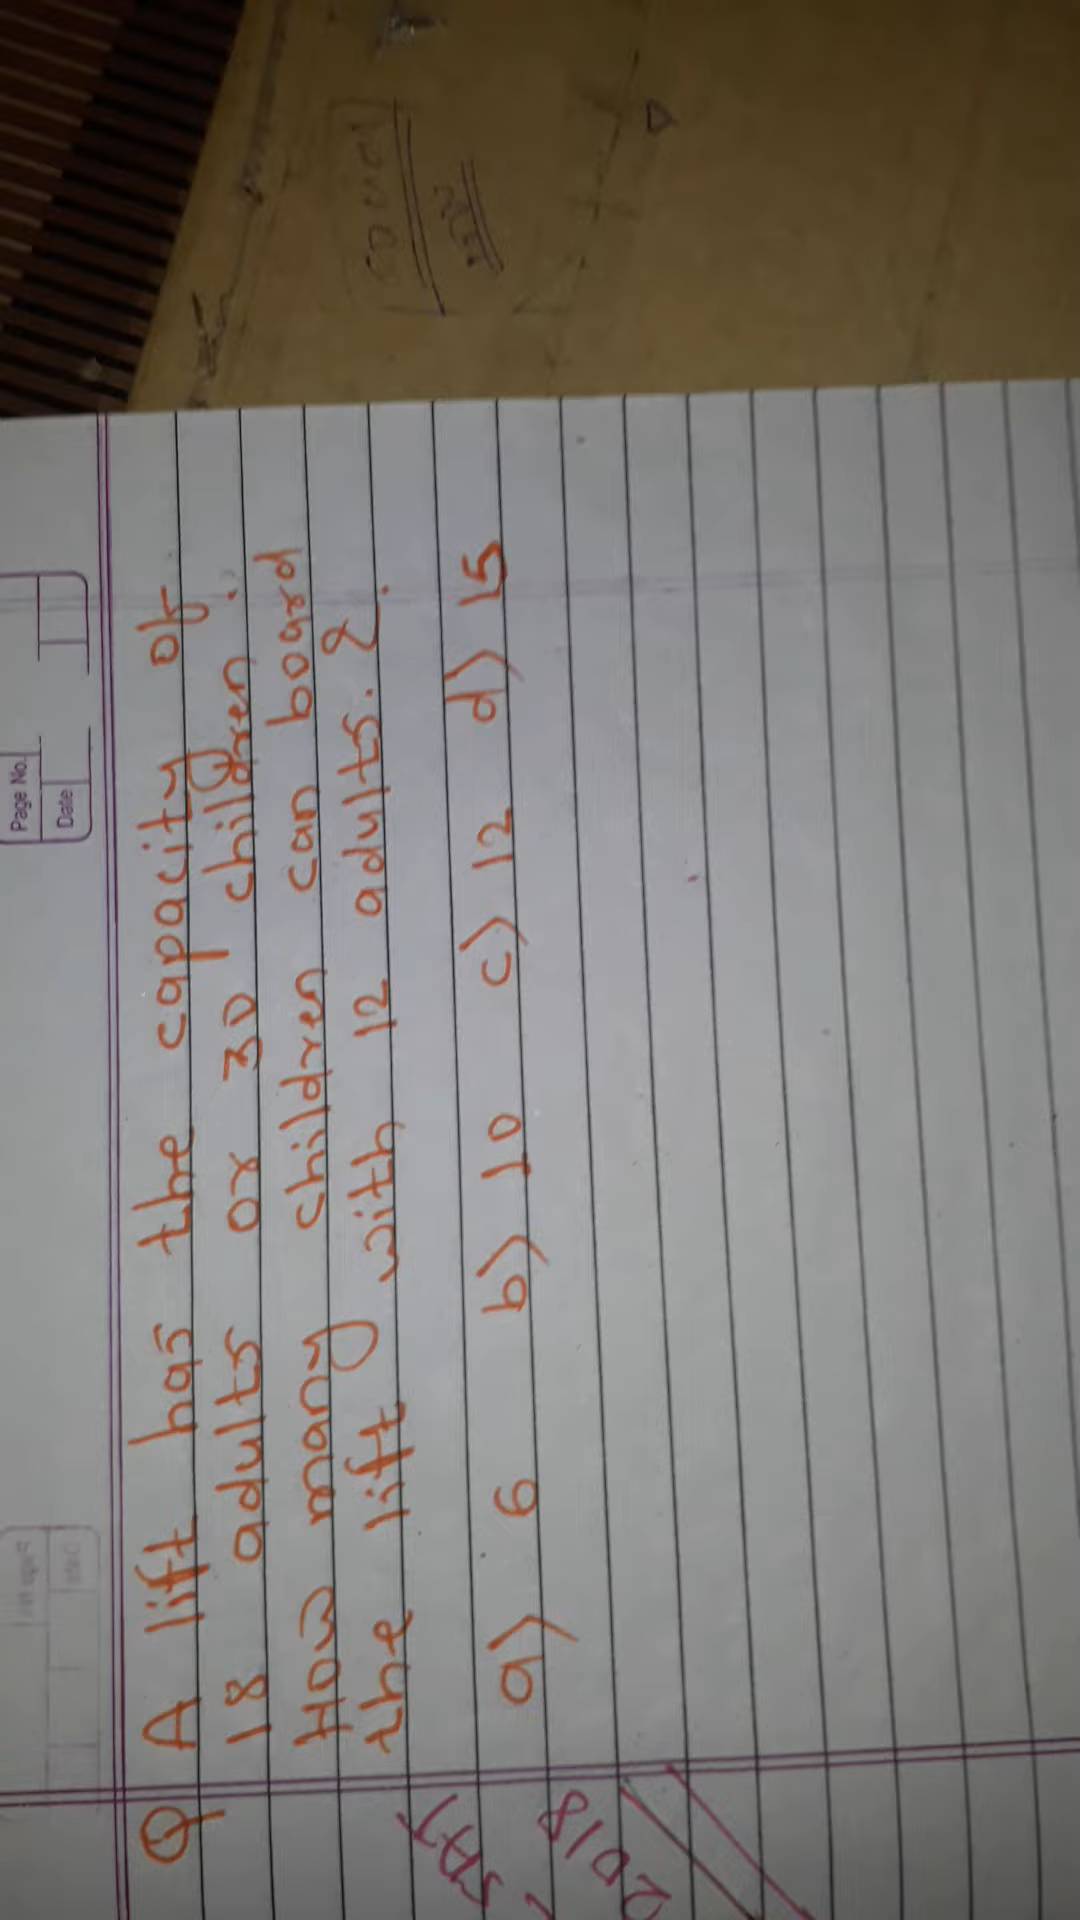 Page No.
Date
Q A lift has the capacity of
18 adults or 30 children.
How many children can board
the lift with 12 adults. ?
a) 6 b) 10 c) 12 d) 15
2018